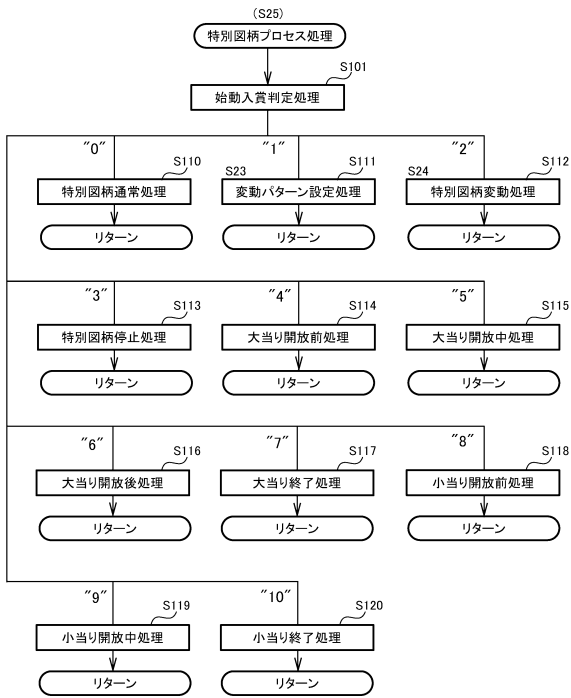 (S25)
特別図柄プロセス処理
S101
始動入賞判定処理
"0"
S110
特別図柄通常処理
リターン
"1"
S23
S111
変動パターン設定処理
リターン
"2"
S24
S112
特別図柄変動処理
リターン
"3"
S113
特別図柄停止処理
リターン
"4"
S114
大当り開放前処理
リターン
"5"
S115
大当り開放中処理
リターン
"6"
S116
大当り開放後処理
リターン
"7"
S117
大当り終了処理
リターン
"8"
S118
小当り開放前処理
リターン
"9"
S119
小当り開放中処理
リターン
"10"
S120
小当り終了処理
リターン